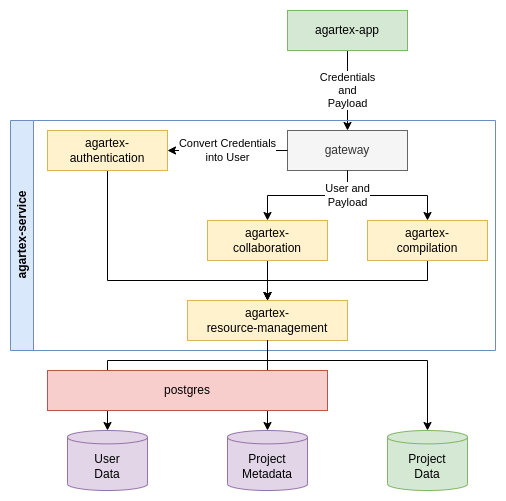 agartex-app
Credentials
and
Payload
agartex-service
agartex-
authentication
Convert Credentials
into User
gateway
User and
Payload
agartex-
collaboration
agartex-
compilation
agartex-
resource-management
postgres
User
Data
Project
Metadata
Project
Data